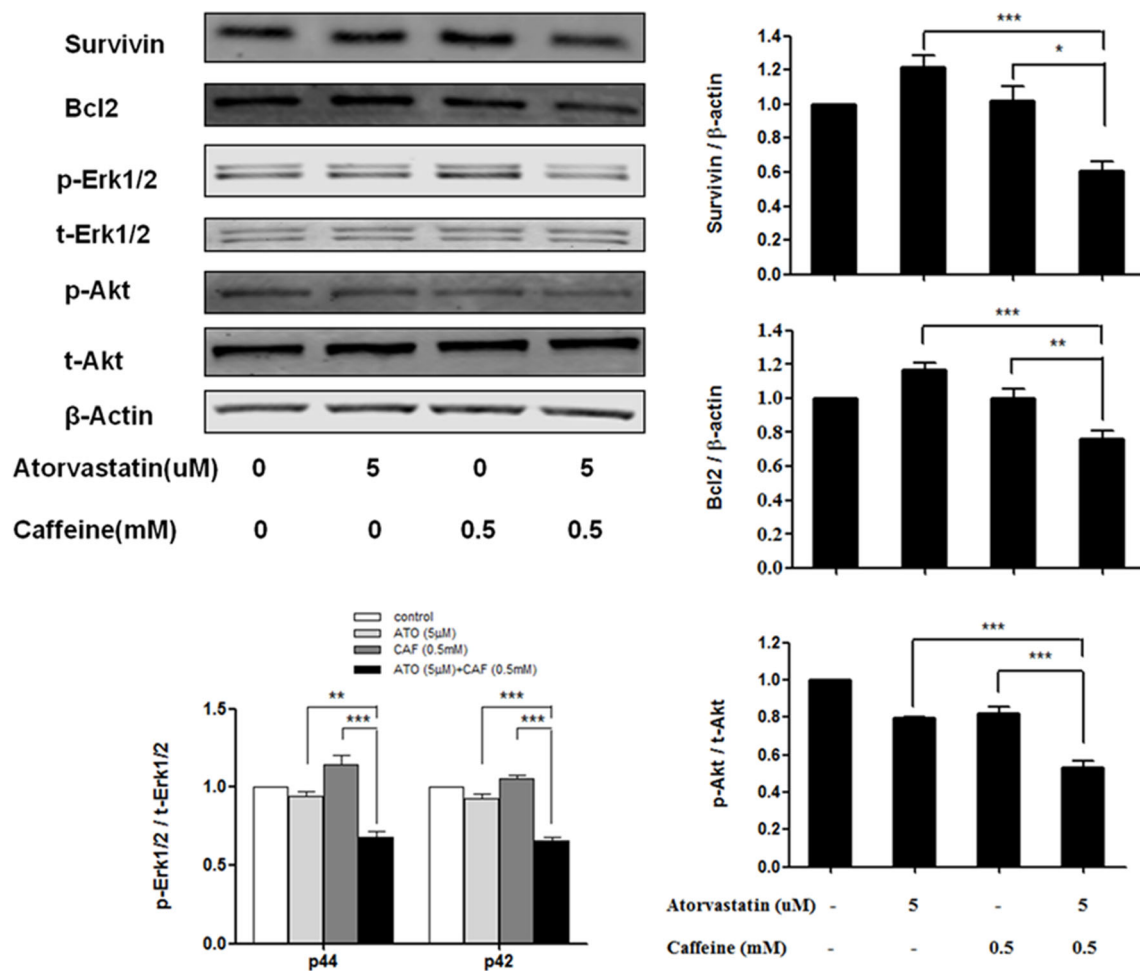 Survivin
Bcl2
p-Erk1/2
t-Erk1/2
p-Akt
t-Akt
β-Actin
Atorvastatin(uM) 0 5 0 5
Caffeine(mM) 0 0 0.5 0.5
***
*
1.4
1.2
1.0
0.8
0.6
0.4
0.2
0.0
Survivin / β-actin
***
**
1.4
1.2
1.0
0.8
0.6
0.4
0.2
0.0
Bcl2 / β-actin
control
ATO (5μM)
CAF (0.5mM)
ATO (5μM)+CAF (0.5mM)
** ***
*** ***
1.5
1.0
0.5
0.0
p-Erk1/2 / t-Erk1/2
p44 p42
***
***
1.2
1.0
0.8
0.6
0.4
0.2
0.0
p-Akt / t-Akt
Atorvastatin (uM) - 5 - 5
Caffeine (mM) - - 0.5 0.5